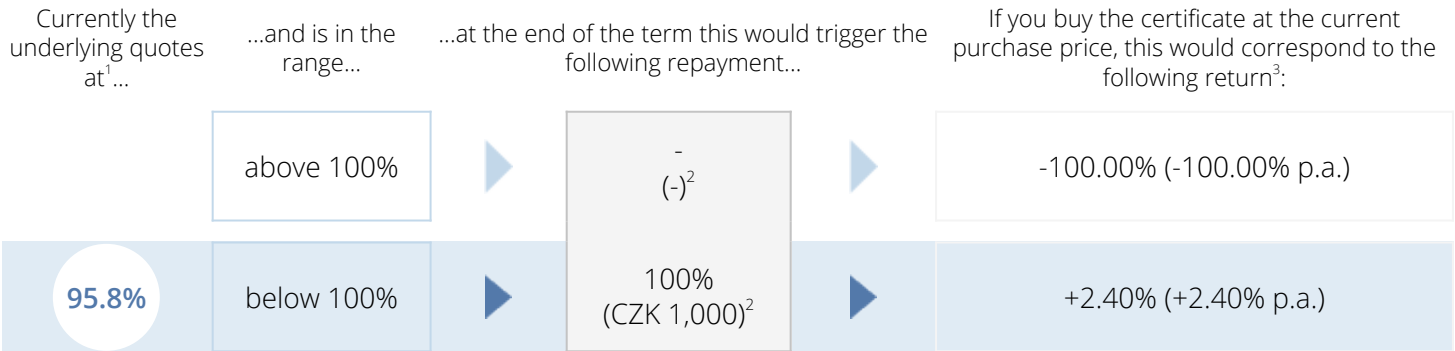 Currently the
underlying quotes
at¹...
...and is in the
range...
...at the end of the term this would trigger the
following repayment...
If you buy the certificate at the current
purchase price, this would correspond to the
following return³:
above 100%
-
(-)²
-100.00% (-100.00% p.a.)
95.8%
below 100%
100%
(CZK 1,000)²
+2.40% (+2.40% p.a.)